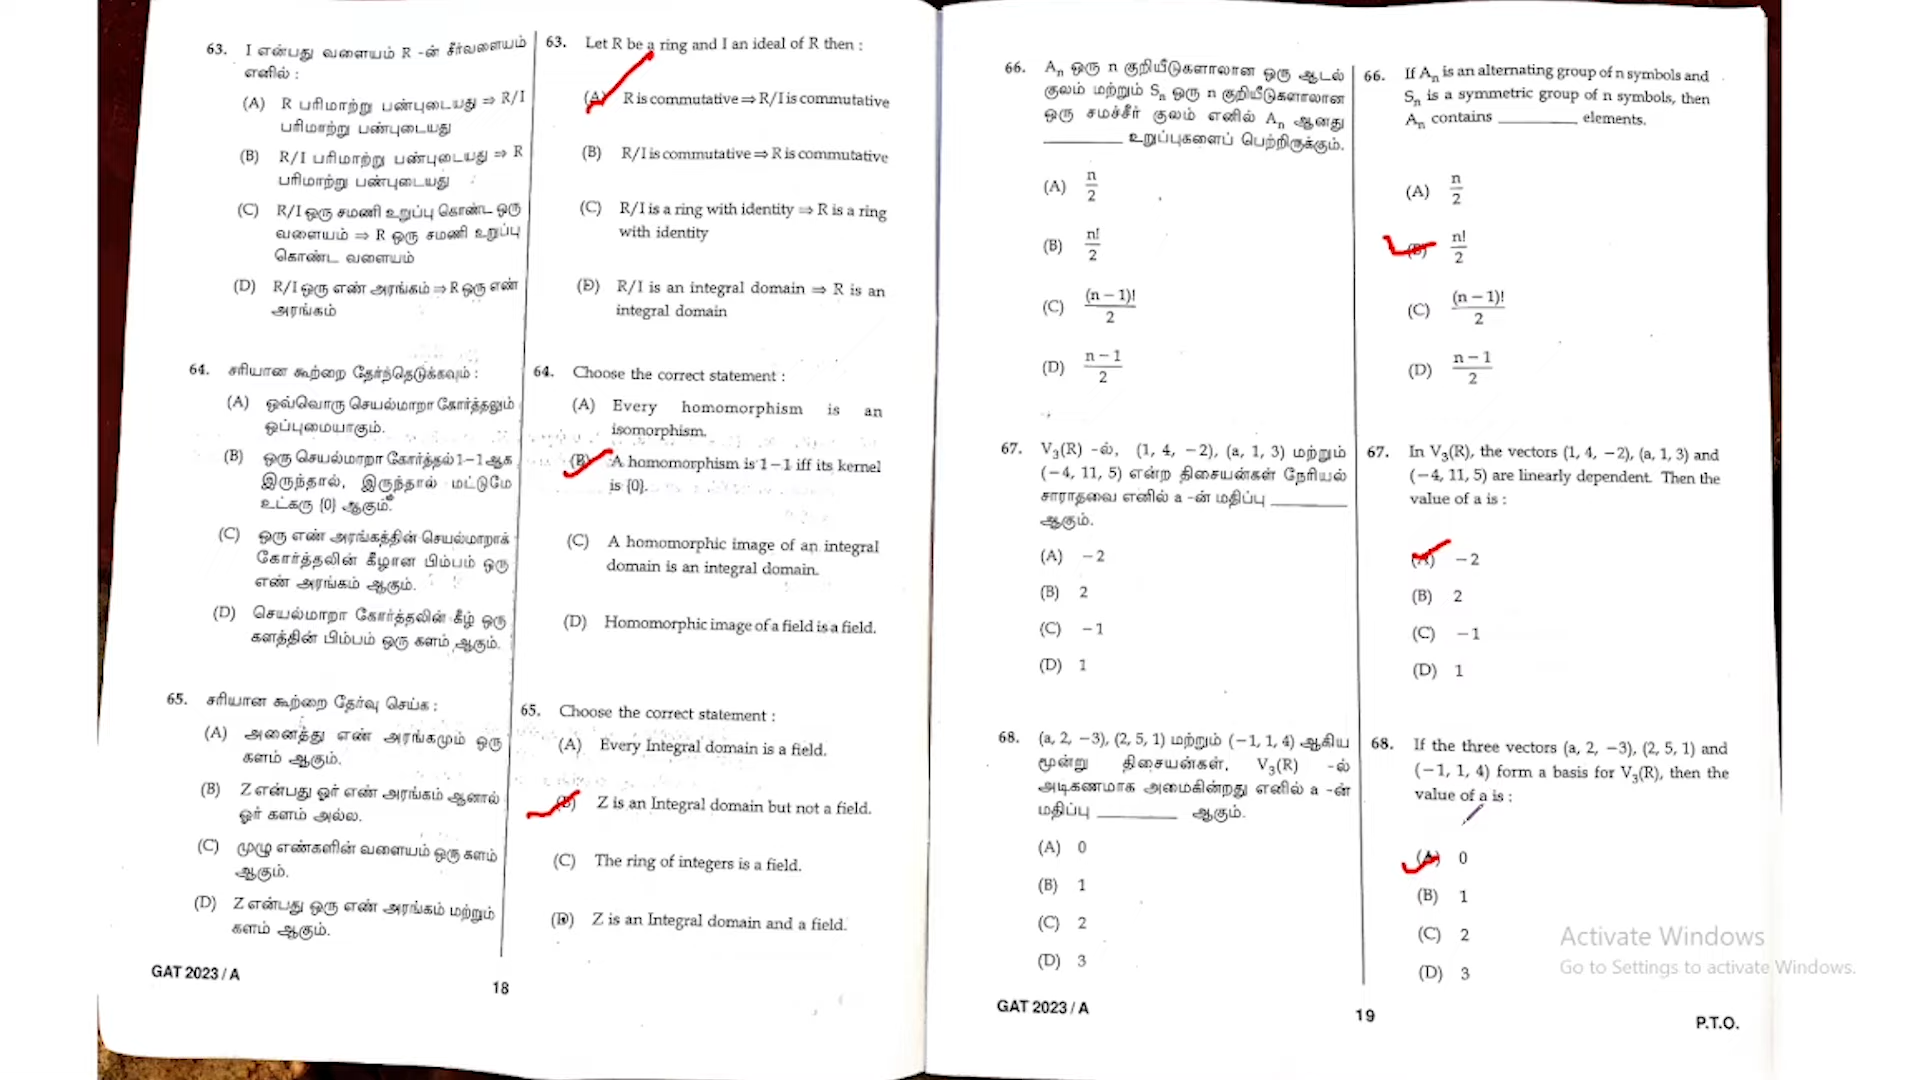 63. I என்பது வளையம் R -ன் சீர்வளையம்
எனில் :
(A) R பரிமாற்று பண்புடையது ⇒ R/I
பரிமாற்று பண்புடையது
(B) R/I பரிமாற்று பண்புடையது ⇒ R
பரிமாற்று பண்புடையது
(C) R/I ஒரு சமணி உறுப்பு கொண்ட ஒரு
வளையம் ⇒ R ஒரு சமணி உறுப்பு
கொண்ட வளையம்
(D) R/I ஒரு எண் அரங்கம் ⇒ R ஒரு எண்
அரங்கம்
64. சரியான கூற்றை தேர்ந்தெடுக்கவும் :
(A) ஒவ்வொரு செயல்மாறா கோர்த்தலும்
ஒப்புமையாகும்.
(B) ஒரு செயல்மாறா கோர்த்தல் 1−1 ஆக
இருந்தால், இருந்தால் மட்டுமே
உட்கரு {0} ஆகும்.
(C) ஒரு எண் அரங்கத்தின் செயல்மாறாக்
கோர்த்தலின் கீழான பிம்பம் ஒரு
எண் அரங்கம் ஆகும்.
(D) செயல்மாறா கோர்த்தலின் கீழ் ஒரு
களத்தின் பிம்பம் ஒரு களம் ஆகும்.
65. சரியான கூற்றை தேர்வு செய்க :
(A) அனைத்து எண் அரங்கமும் ஒரு
களம் ஆகும்.
(B) Z என்பது ஓர் எண் அரங்கம் ஆனால்
ஓர் களம் அல்ல.
(C) முழு எண்களின் வளையம் ஒரு களம்
ஆகும்.
(D) Z என்பது ஒரு எண் அரங்கம் மற்றும்
களம் ஆகும்.
63. Let R be a ring and I an ideal of R then :
(A) R is commutative ⇒ R/I is commutative
(B) R/I is commutative ⇒ R is commutative
(C) R/I is a ring with identity ⇒ R is a ring
with identity
(D) R/I is an integral domain ⇒ R is an
integral domain
64. Choose the correct statement :
(A) Every homomorphism is an
isomorphism.
(B) A homomorphism is 1−1 iff its kernel
is {0}.
(C) A homomorphic image of an integral
domain is an integral domain.
(D) Homomorphic image of a field is a field.
65. Choose the correct statement :
(A) Every Integral domain is a field.
(B) Z is an Integral domain but not a field.
(C) The ring of integers is a field.
(D) Z is an Integral domain and a field.
GAT 2023 / A
18
66. Aₙ ஒரு n குறியீடுகளாலான ஒரு ஆடல்
குலம் மற்றும் Sₙ ஒரு n குறியீடுகளாலான
ஒரு சமச்சீர் குலம் எனில் Aₙ ஆனது
________ உறுப்புகளைப் பெற்றிருக்கும்.
(A) n/2
(B) n!/2
(C) (n − 1)!/2
(D) n − 1/2
67. V₃(R) -ல், (1, 4, −2), (a, 1, 3) மற்றும்
(−4, 11, 5) என்ற திசையன்கள் நேரியல்
சாராதவை எனில் a -ன் மதிப்பு ________
ஆகும்.
(A) −2
(B) 2
(C) −1
(D) 1
68. (a, 2, −3), (2, 5, 1) மற்றும் (−1, 1, 4) ஆகிய
மூன்று திசையன்கள், V₃(R) -ல்
அடிகணமாக அமைகின்றது எனில் a -ன்
மதிப்பு ________ ஆகும்.
(A) 0
(B) 1
(C) 2
(D) 3
66. If Aₙ is an alternating group of n symbols and
Sₙ is a symmetric group of n symbols, then
Aₙ contains ________ elements.
(A) n/2
(B) n!/2
(C) (n − 1)!/2
(D) n − 1/2
67. In V₃(R), the vectors (1, 4, −2), (a, 1, 3) and
(−4, 11, 5) are linearly dependent. Then the
value of a is :
(A) −2
(B) 2
(C) −1
(D) 1
68. If the three vectors (a, 2, −3), (2, 5, 1) and
(−1, 1, 4) form a basis for V₃(R), then the
value of a is :
(A) 0
(B) 1
(C) 2
(D) 3
GAT 2023 / A
19
P.T.O.
Activate Windows
Go to Settings to activate Windows.